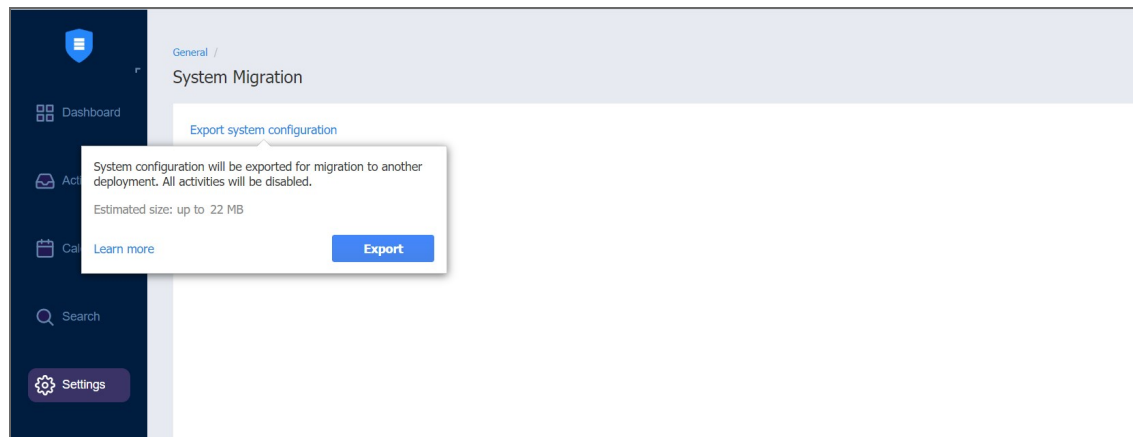 General /
System Migration
Dashboard
Export system configuration
System configuration will be exported for migration to another
deployment. All activities will be disabled.
Estimated size: up to 22 MB
Learn more
Export
Search
Settings